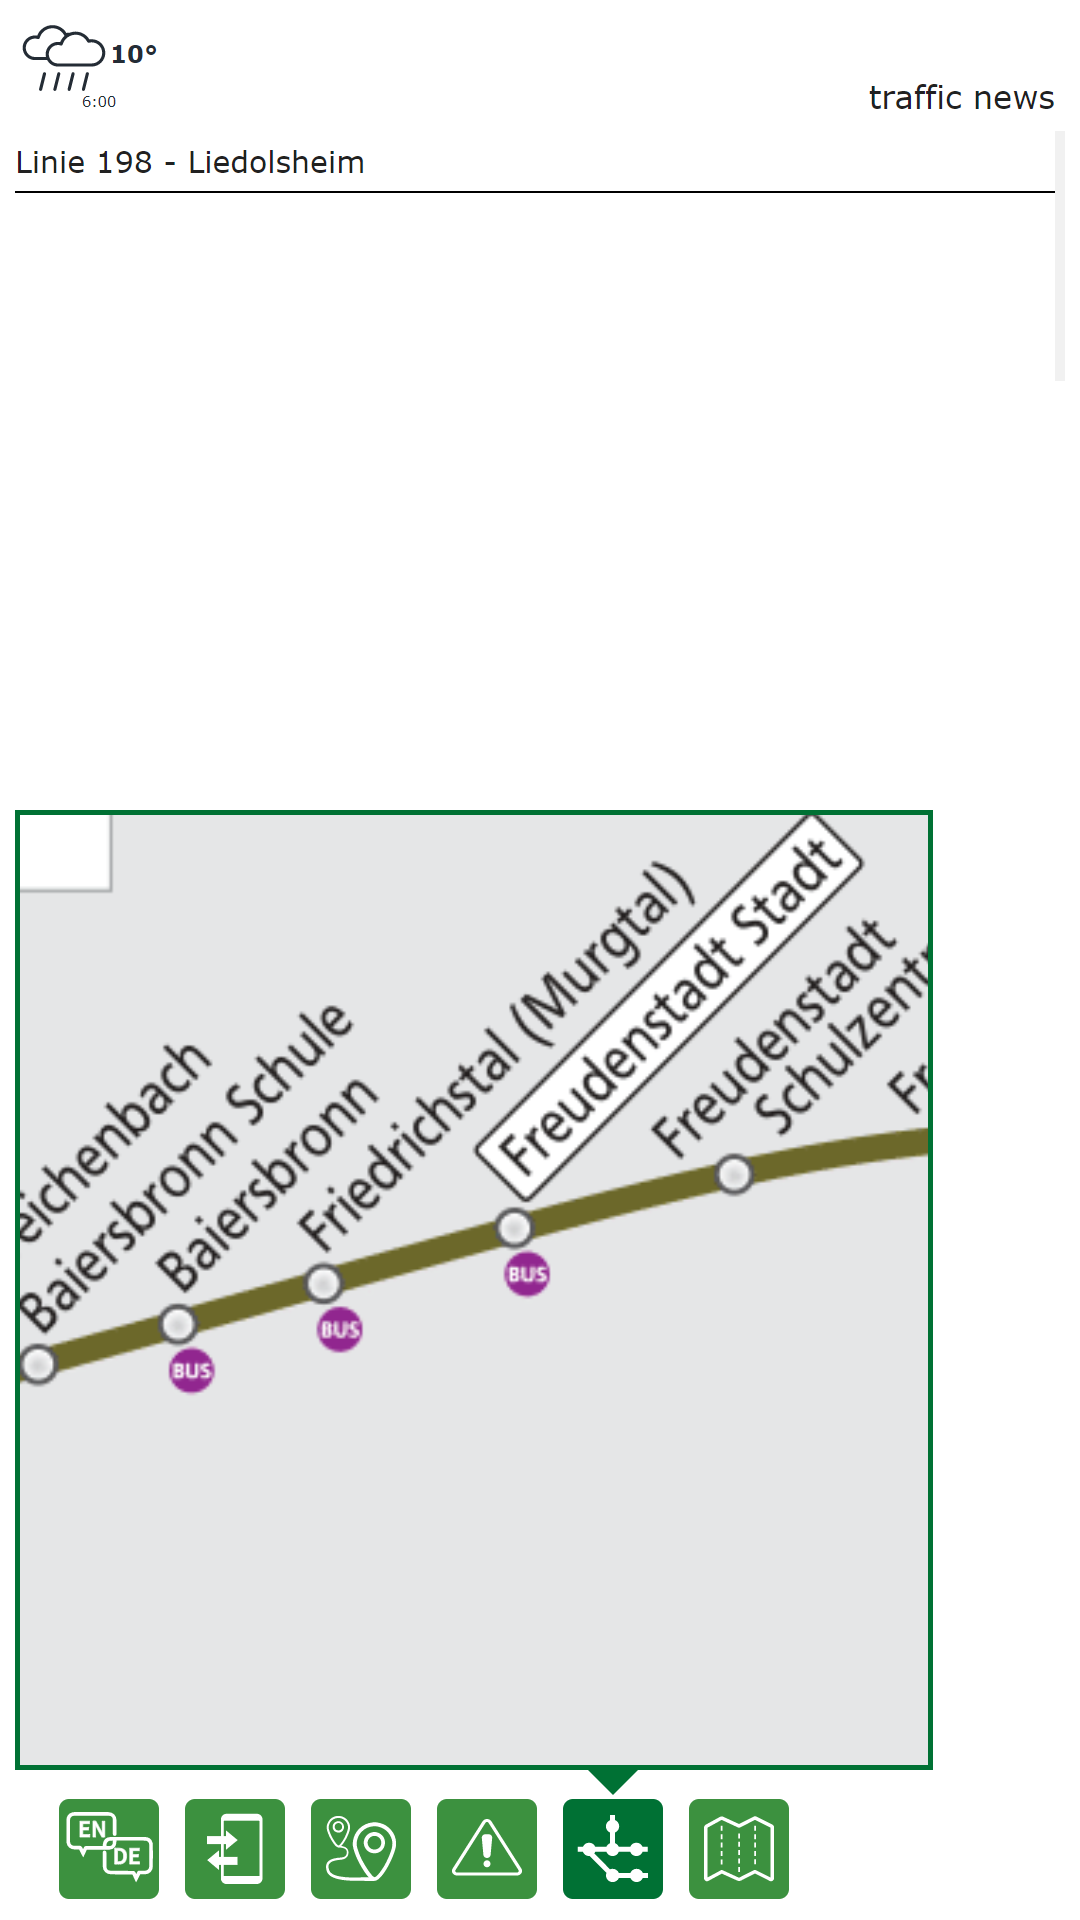 10°
6:00
traffic news
Linie 198 - Liedolsheim
eichenbach
Baiersbronn Schule
Baiersbronn
Friedrichstal (Murgtal)
Freudenstadt Stadt
Freudenstadt
Schulzentr
Fr
BUS
BUS
BUS
EN
DE